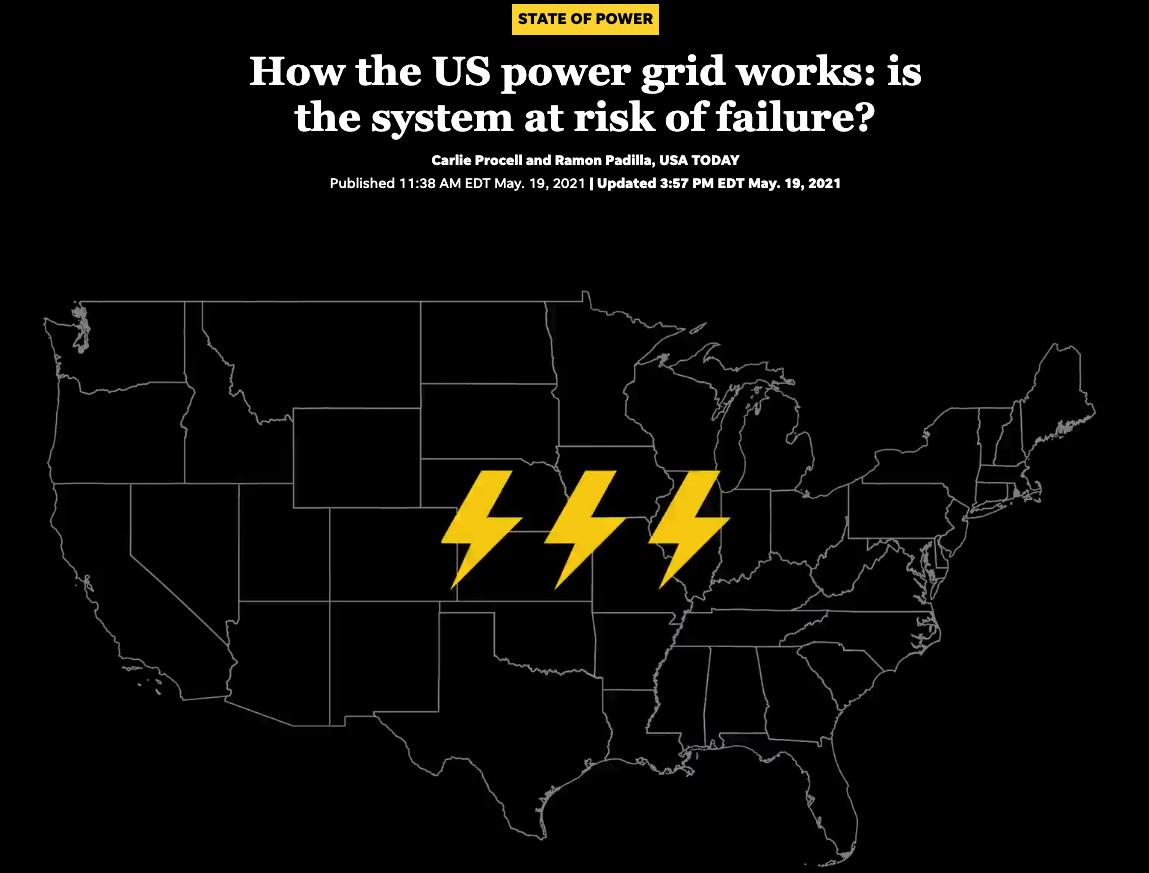 STATE OF POWER
How the US power grid works: is
the system at risk of failure?
Carlie Procell and Ramon Padilla, USA TODAY
Published 11:38 AM EDT May. 19, 2021 | Updated 3:57 PM EDT May. 19, 2021